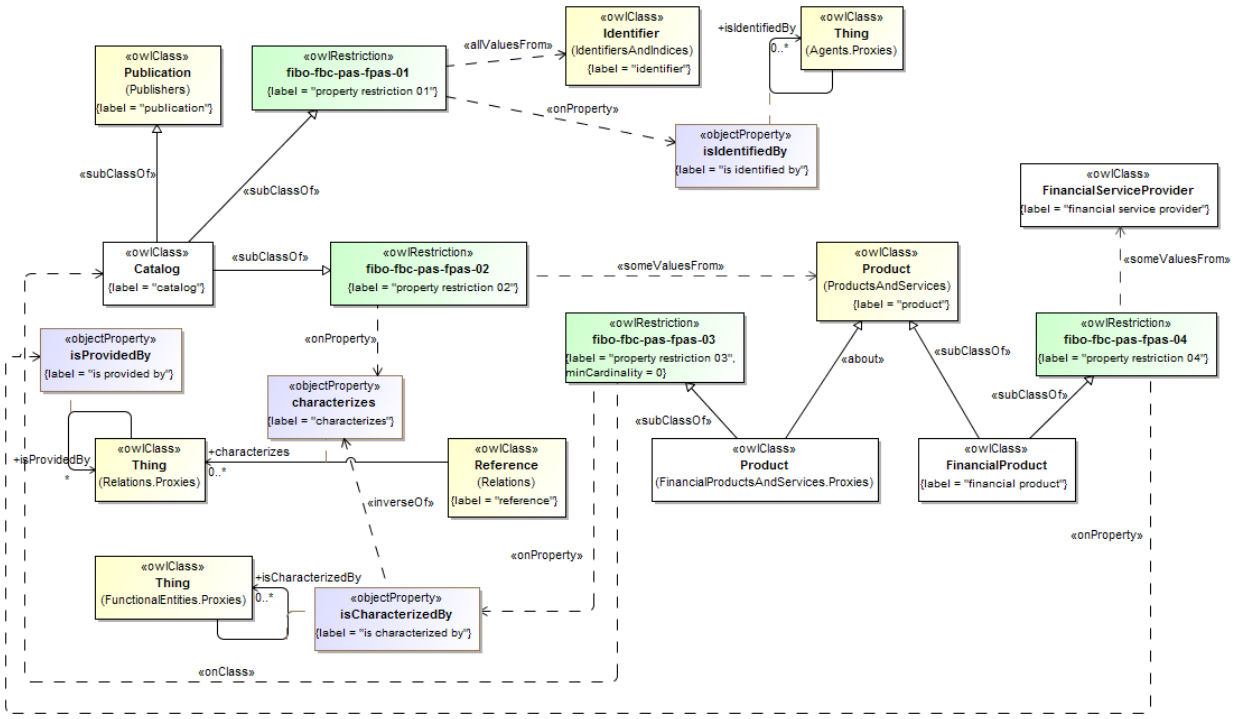 «owlClass»
Publication
(Publishers)
{label = "publication"}
«owlRestriction»
fibo-fbc-pas-fpas-01
{label = "property restriction 01"}
«allValuesFrom»
«owlClass»
Identifier
(IdentifiersAndIndices)
{label = "identifier"}
+isIdentifiedBy
0..*
«owlClass»
Thing
(Agents.Proxies)
«onProperty»
«objectProperty»
isIdentifiedBy
{label = "is identified by"}
«subClassOf»
«subClassOf»
«owlClass»
FinancialServiceProvider
{label = "financial service provider"}
«owlClass»
Catalog
{label = "catalog"}
«subClassOf»
«owlRestriction»
fibo-fbc-pas-fpas-02
{label = "property restriction 02"}
«someValuesFrom»
«owlClass»
Product
(ProductsAndServices)
{label = "product"}
«someValuesFrom»
«objectProperty»
isProvidedBy
{label = "is provided by"}
«onProperty»
«owlRestriction»
fibo-fbc-pas-fpas-03
{label = "property restriction 03",
minCardinality = 0}
«about»
«subClassOf»
«owlRestriction»
fibo-fbc-pas-fpas-04
{label = "property restriction 04"}
«objectProperty»
characterizes
{label = "characterizes"}
«subClassOf»
«subClassOf»
+isProvidedBy
*
«owlClass»
Thing
(Relations.Proxies)
+characterizes
0..*
«owlClass»
Reference
(Relations)
{label = "reference"}
«owlClass»
Product
(FinancialProductsAndServices.Proxies)
«owlClass»
FinancialProduct
{label = "financial product"}
«inverseOf»
«onProperty»
«onProperty»
«owlClass»
Thing
(FunctionalEntities.Proxies)
+isCharacterizedBy
0..*
«objectProperty»
isCharacterizedBy
{label = "is characterized by"}
«onClass»